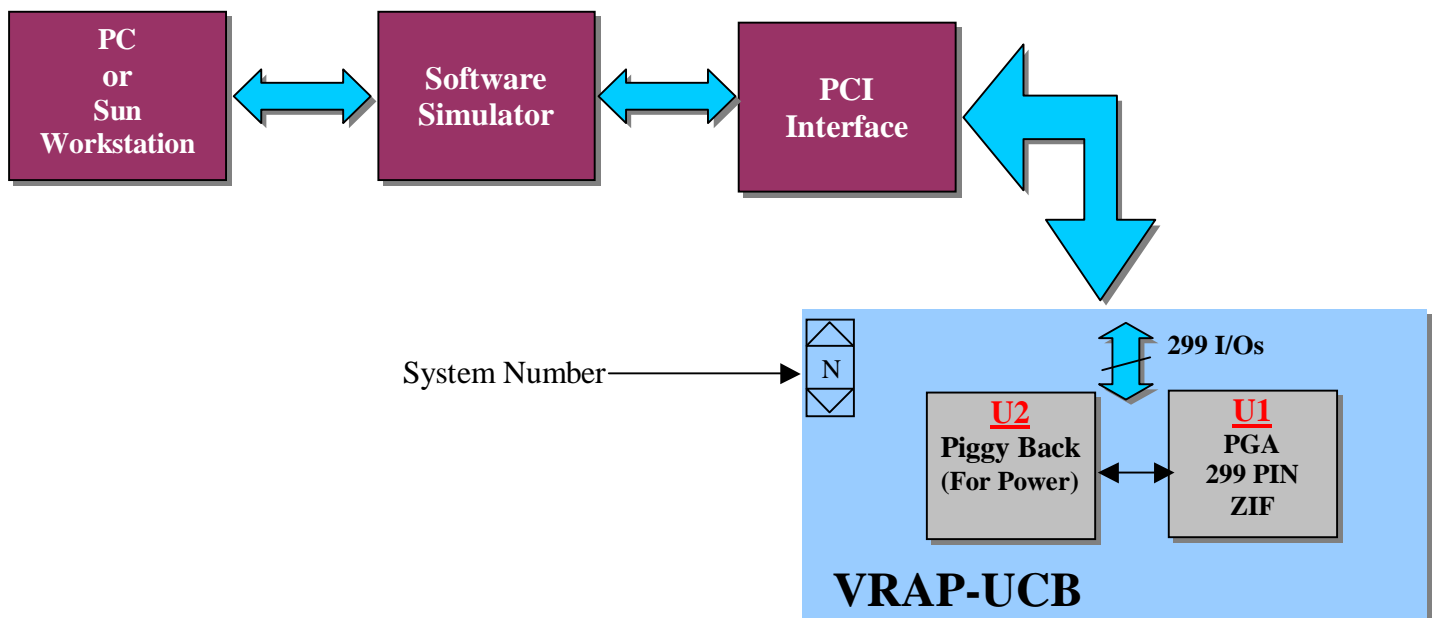 PC
or
Sun
Workstation
Software
Simulator
PCI
Interface
299 I/Os
System Number
N
U2
Piggy Back
(For Power)
U1
PGA
299 PIN
ZIF
VRAP-UCB